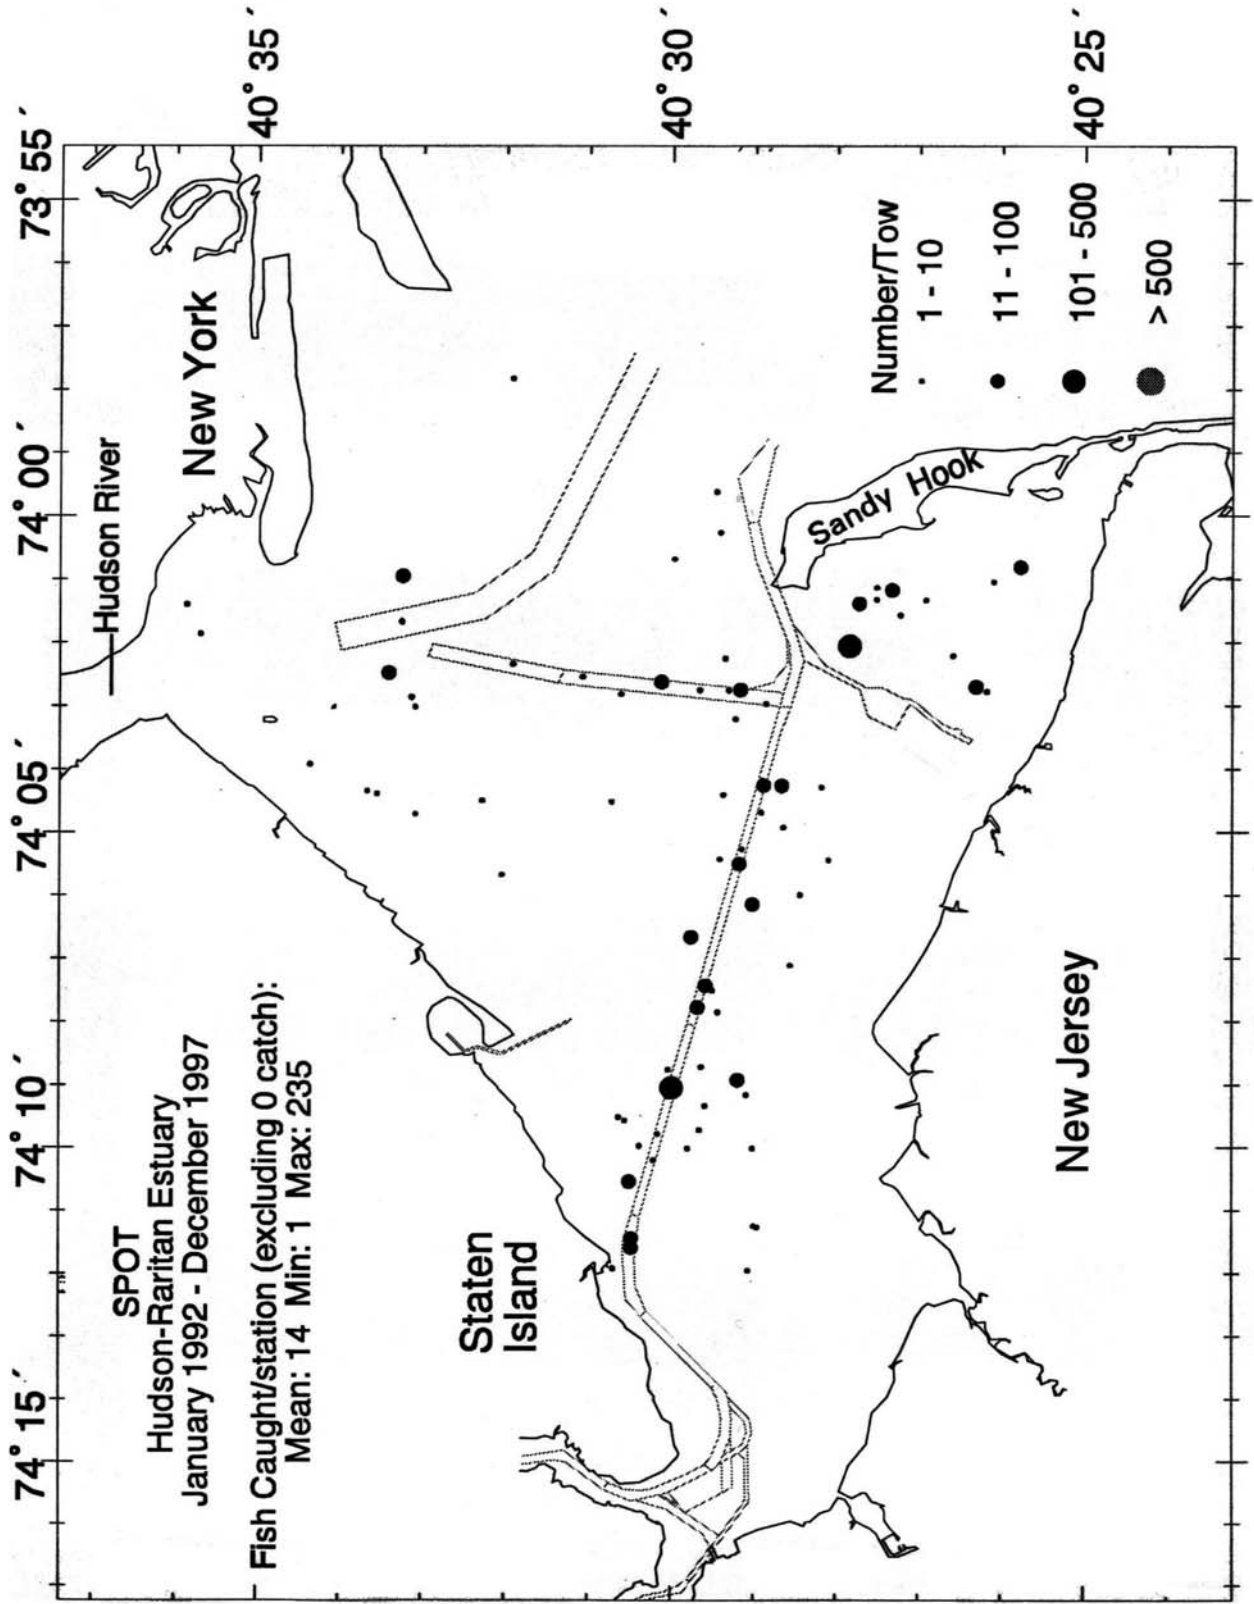 SPOT
Hudson-Raritan Estuary
January 1992 - December 1997
Fish Caught/station (excluding 0 catch):
Mean: 14 Min: 1 Max: 235
74° 15´
74° 10´
74° 05´
74° 00´
73° 55´
Hudson River
New York
40° 35´
Staten
Island
40° 30´
Sandy Hook
New Jersey
Number/Tow
1 - 10
11 - 100
101 - 500
> 500
40° 25´